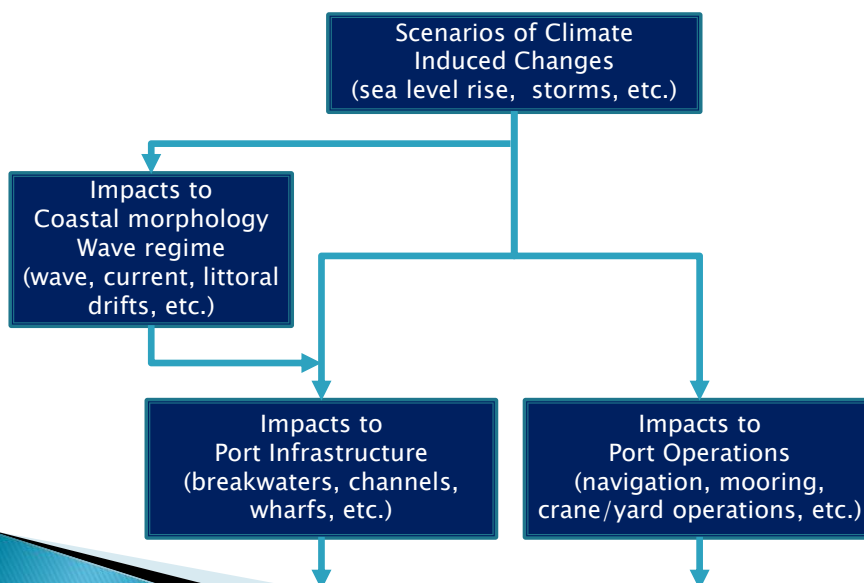 Scenarios of Climate
Induced Changes
(sea level rise, storms, etc.)
Impacts to
Coastal morphology
Wave regime
(wave, current, littoral
drifts, etc.)
Impacts to
Port Infrastructure
(breakwaters, channels,
wharfs, etc.)
Impacts to
Port Operations
(navigation, mooring,
crane/yard operations, etc.)